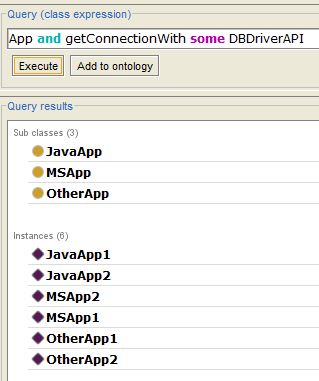 Query (class expression)
App and getConnectionWith some DBDriverAPI
Execute Add to ontology
Query results
Sub classes (3)
JavaApp
MSApp
OtherApp
Instances (6)
JavaApp1
JavaApp2
MSApp2
MSApp1
OtherApp1
OtherApp2